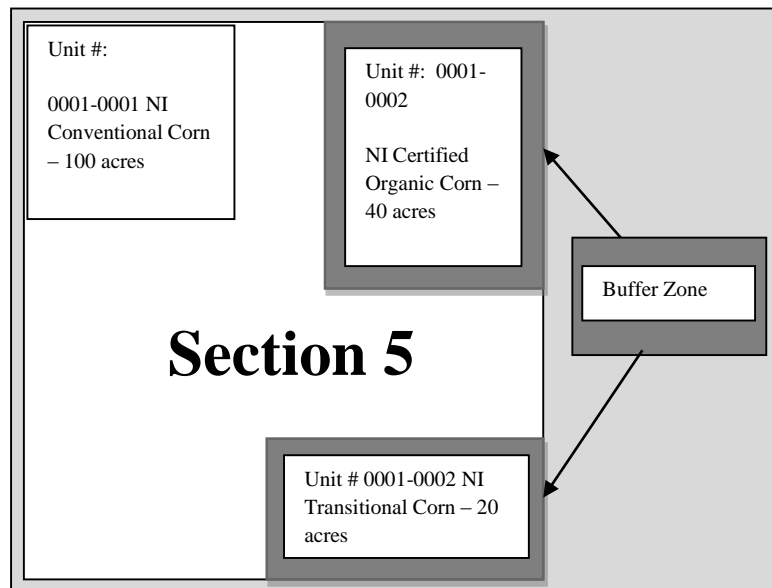 Unit #:
0001-0001 NI
Conventional Corn
– 100 acres
Unit #: 0001-
0002
NI Certified
Organic Corn –
40 acres
Buffer Zone
Section 5
Unit # 0001-0002 NI
Transitional Corn – 20
acres